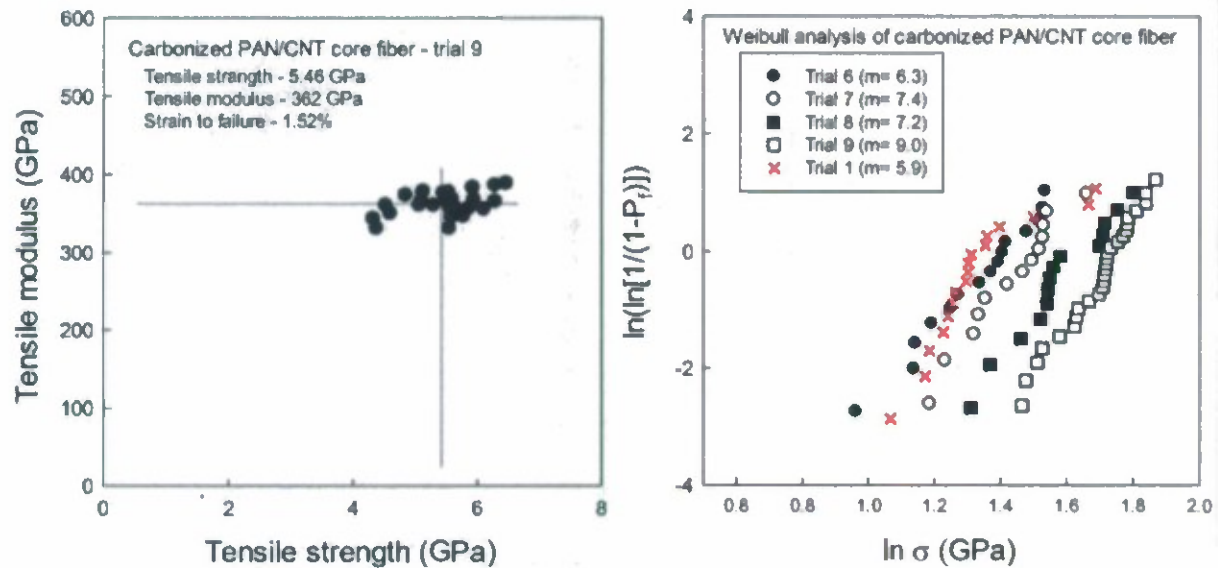 600
500
400
300
200
100
0
0
2
4
6
8
Tensile modulus (GPa)
Tensile strength (GPa)
Carbonized PAN/CNT core fiber - trial 9
Tensile strength - 5.46 GPa
Tensile modulus - 362 GPa
Strain to failure - 1.52%
4
2
0
-2
-4
0.6
0.8
1.0
1.2
1.4
1.6
1.8
2.0
ln(ln[1/(1-Pf)])
ln σ (GPa)
Weibull analysis of carbonized PAN/CNT core fiber
Trial 6 (m= 6.3)
Trial 7 (m= 7.4)
Trial 8 (m= 7.2)
Trial 9 (m= 9.0)
Trial 1 (m= 5.9)